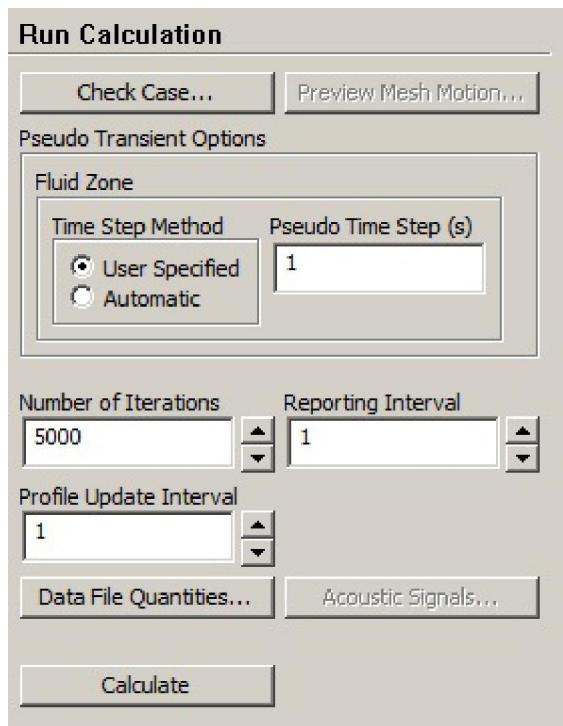 Run Calculation
Check Case...
Preview Mesh Motion...
Pseudo Transient Options
Fluid Zone
Time Step Method
Pseudo Time Step (s)
User Specified
1
Automatic
Number of Iterations
Reporting Interval
5000
1
Profile Update Interval
1
Data File Quantities...
Acoustic Signals...
Calculate